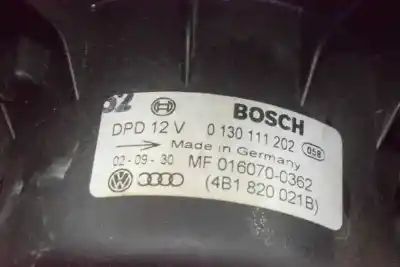 62
BOSCH
DPD 12 V 0 130 111 202 058
Made in Germany
02-09-30 MF 016070-0362
(4B1 820 021B)